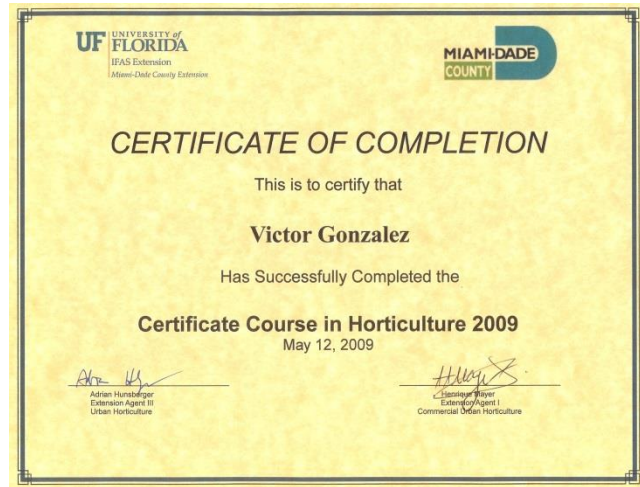 UF UNIVERSITY of
FLORIDA
IFAS Extension
Miami-Dade County Extension
MIAMI-DADE
COUNTY
CERTIFICATE OF COMPLETION
This is to certify that
Victor Gonzalez
Has Successfully Completed the
Certificate Course in Horticulture 2009
May 12, 2009
Adrian Hunsberger
Extension Agent III
Urban Horticulture
Henrique Mayer
Extension Agent I
Commercial Urban Horticulture